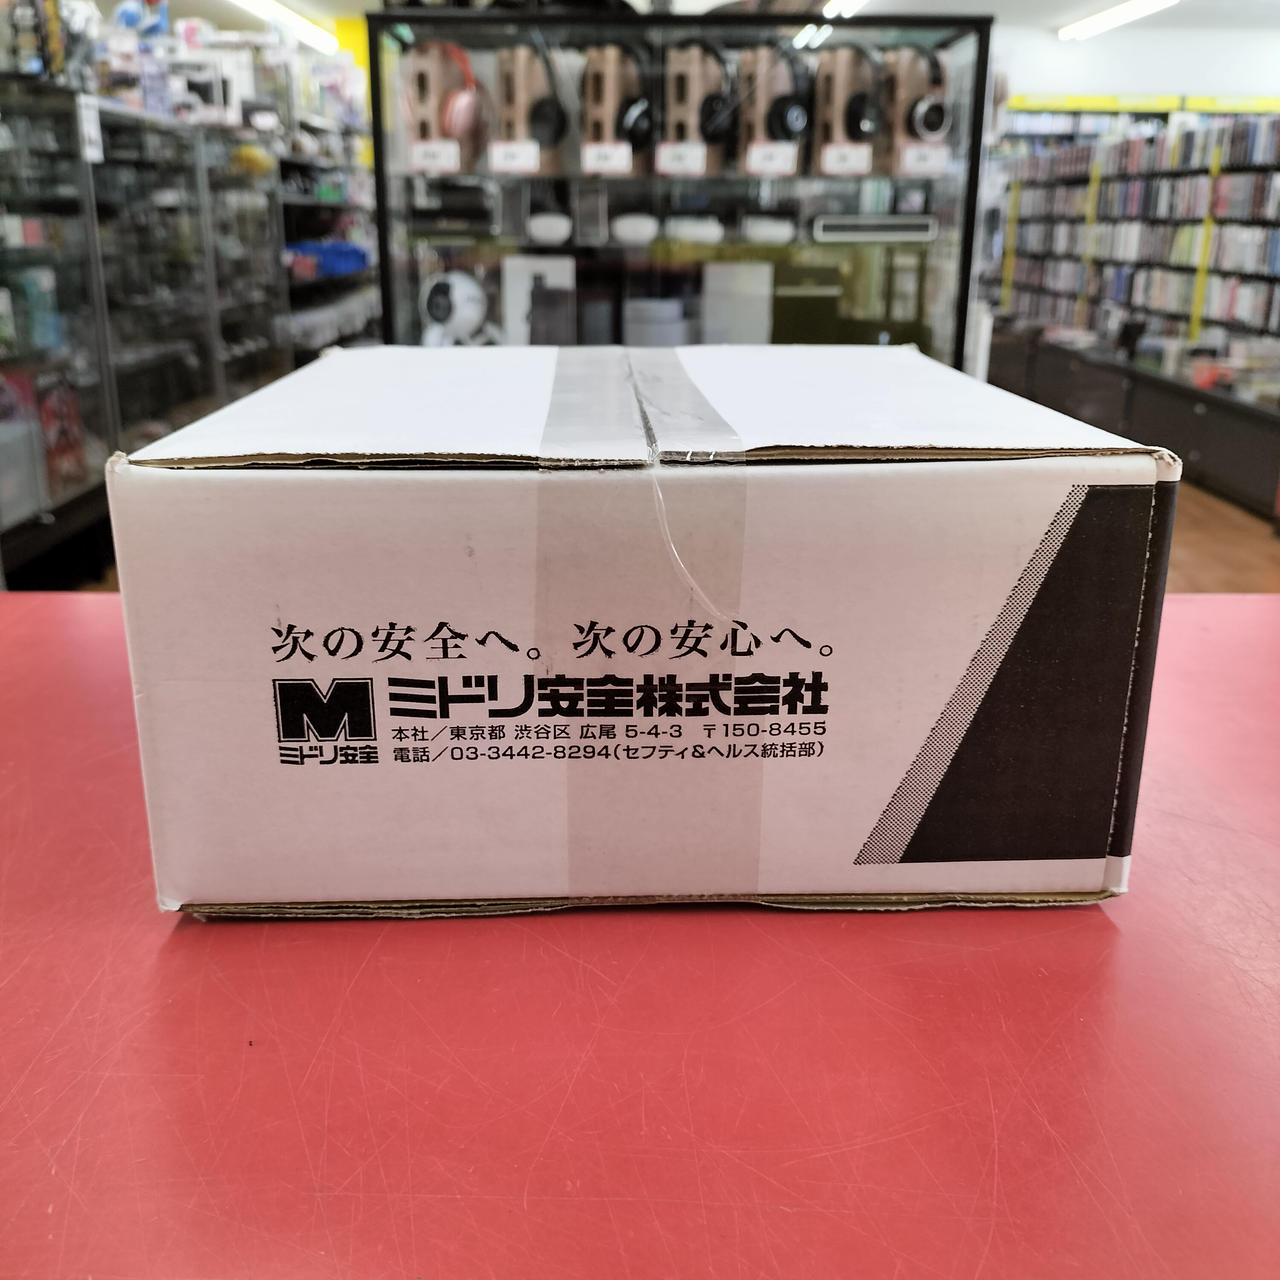 次の安全へ。次の安心へ。
M
ミドリ安全
ミドリ安全株式会社
本社／東京都 渋谷区 広尾 5-4-3 〒150-8455
電話／03-3442-8294(セフティ&ヘルス統括部)